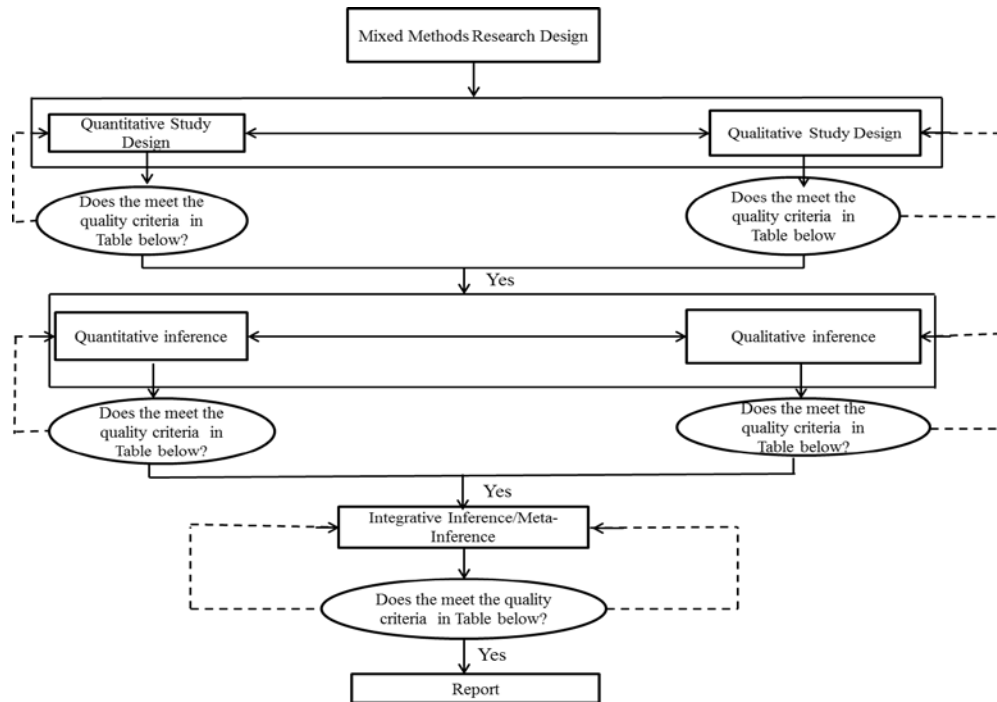 Mixed Methods Research Design
Quantitative Study
Design
Qualitative Study Design
Does the meet the
quality criteria in
Table below?
Does the meet the
quality criteria in
Table below
Yes
Quantitative inference
Qualitative inference
Does the meet the
quality criteria in
Table below?
Does the meet the
quality criteria in
Table below?
Yes
Integrative Inference/Meta-
Inference
Does the meet the quality
criteria in Table below?
Yes
Report